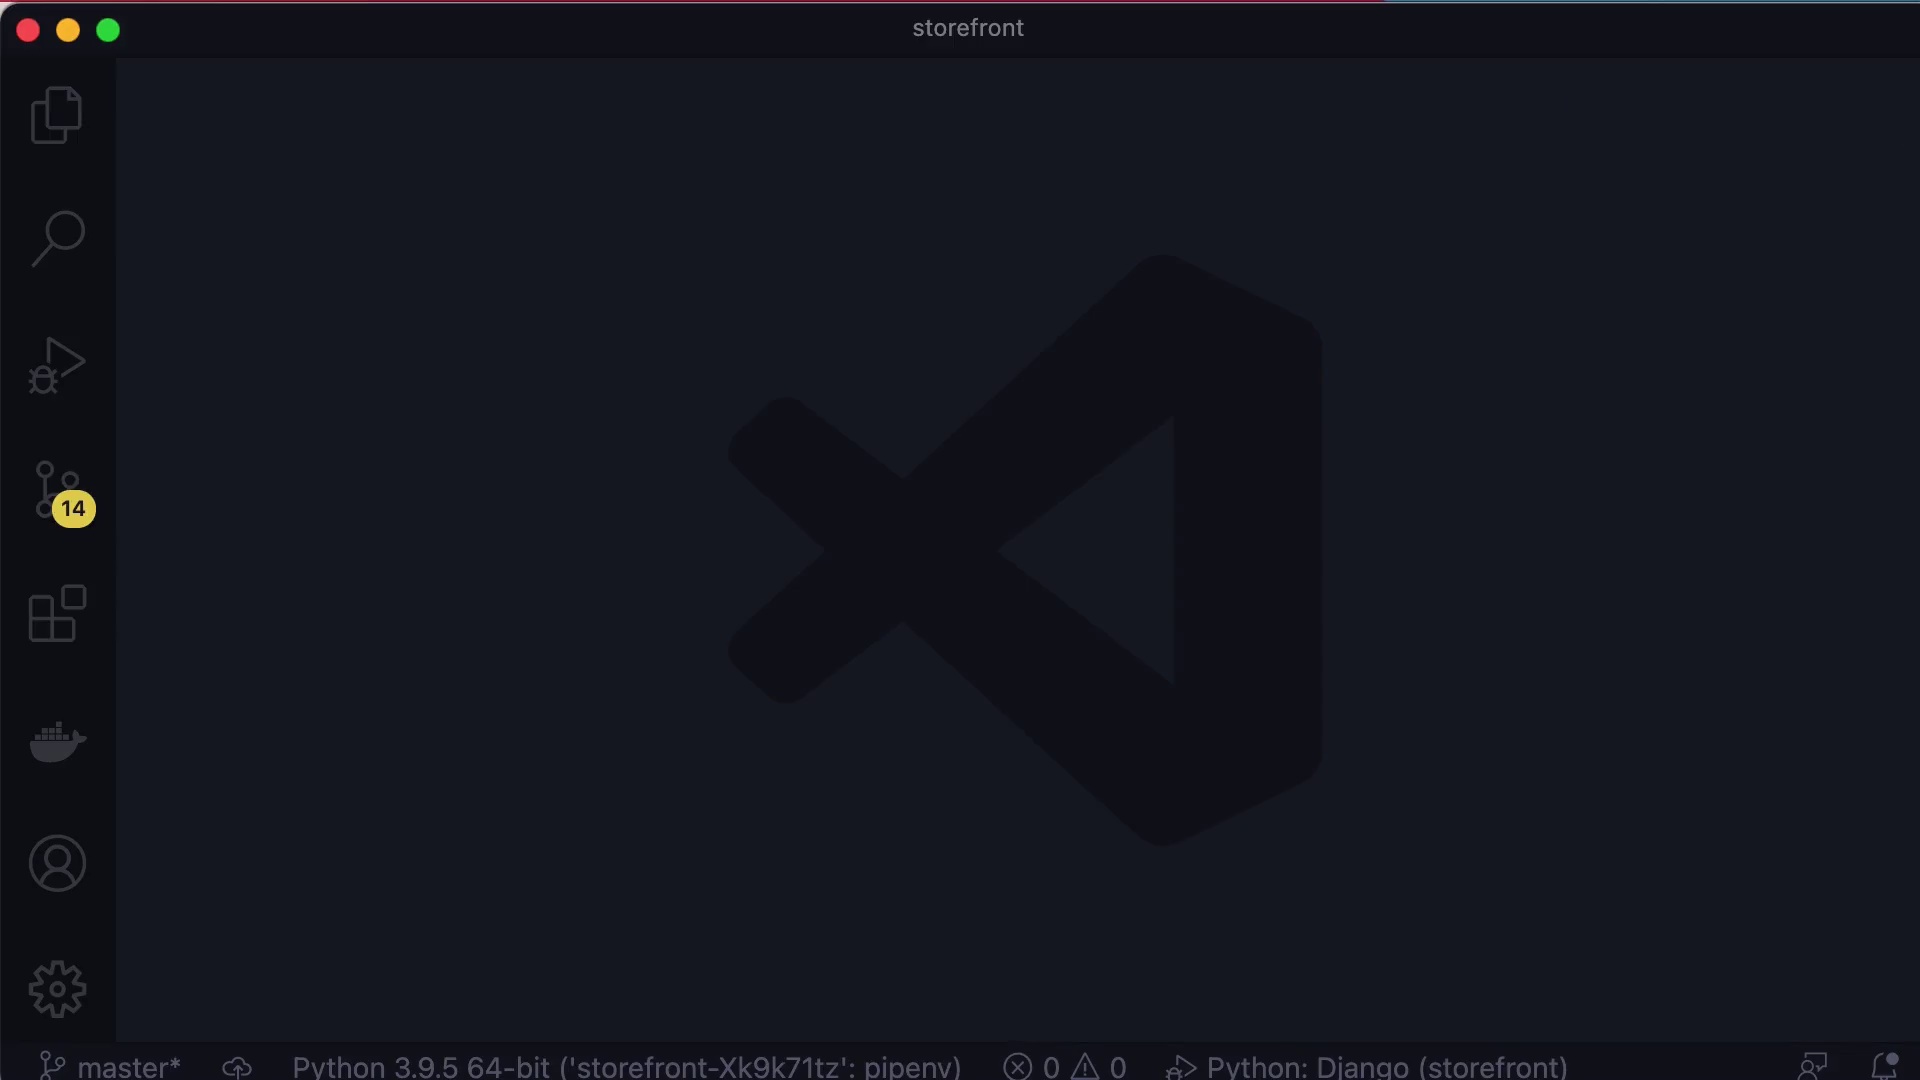 storefront
14
master* Python 3.9.5 64-bit ('storefront-Xk9k71tz': pipenv) 0 0 Python: Django (storefront)